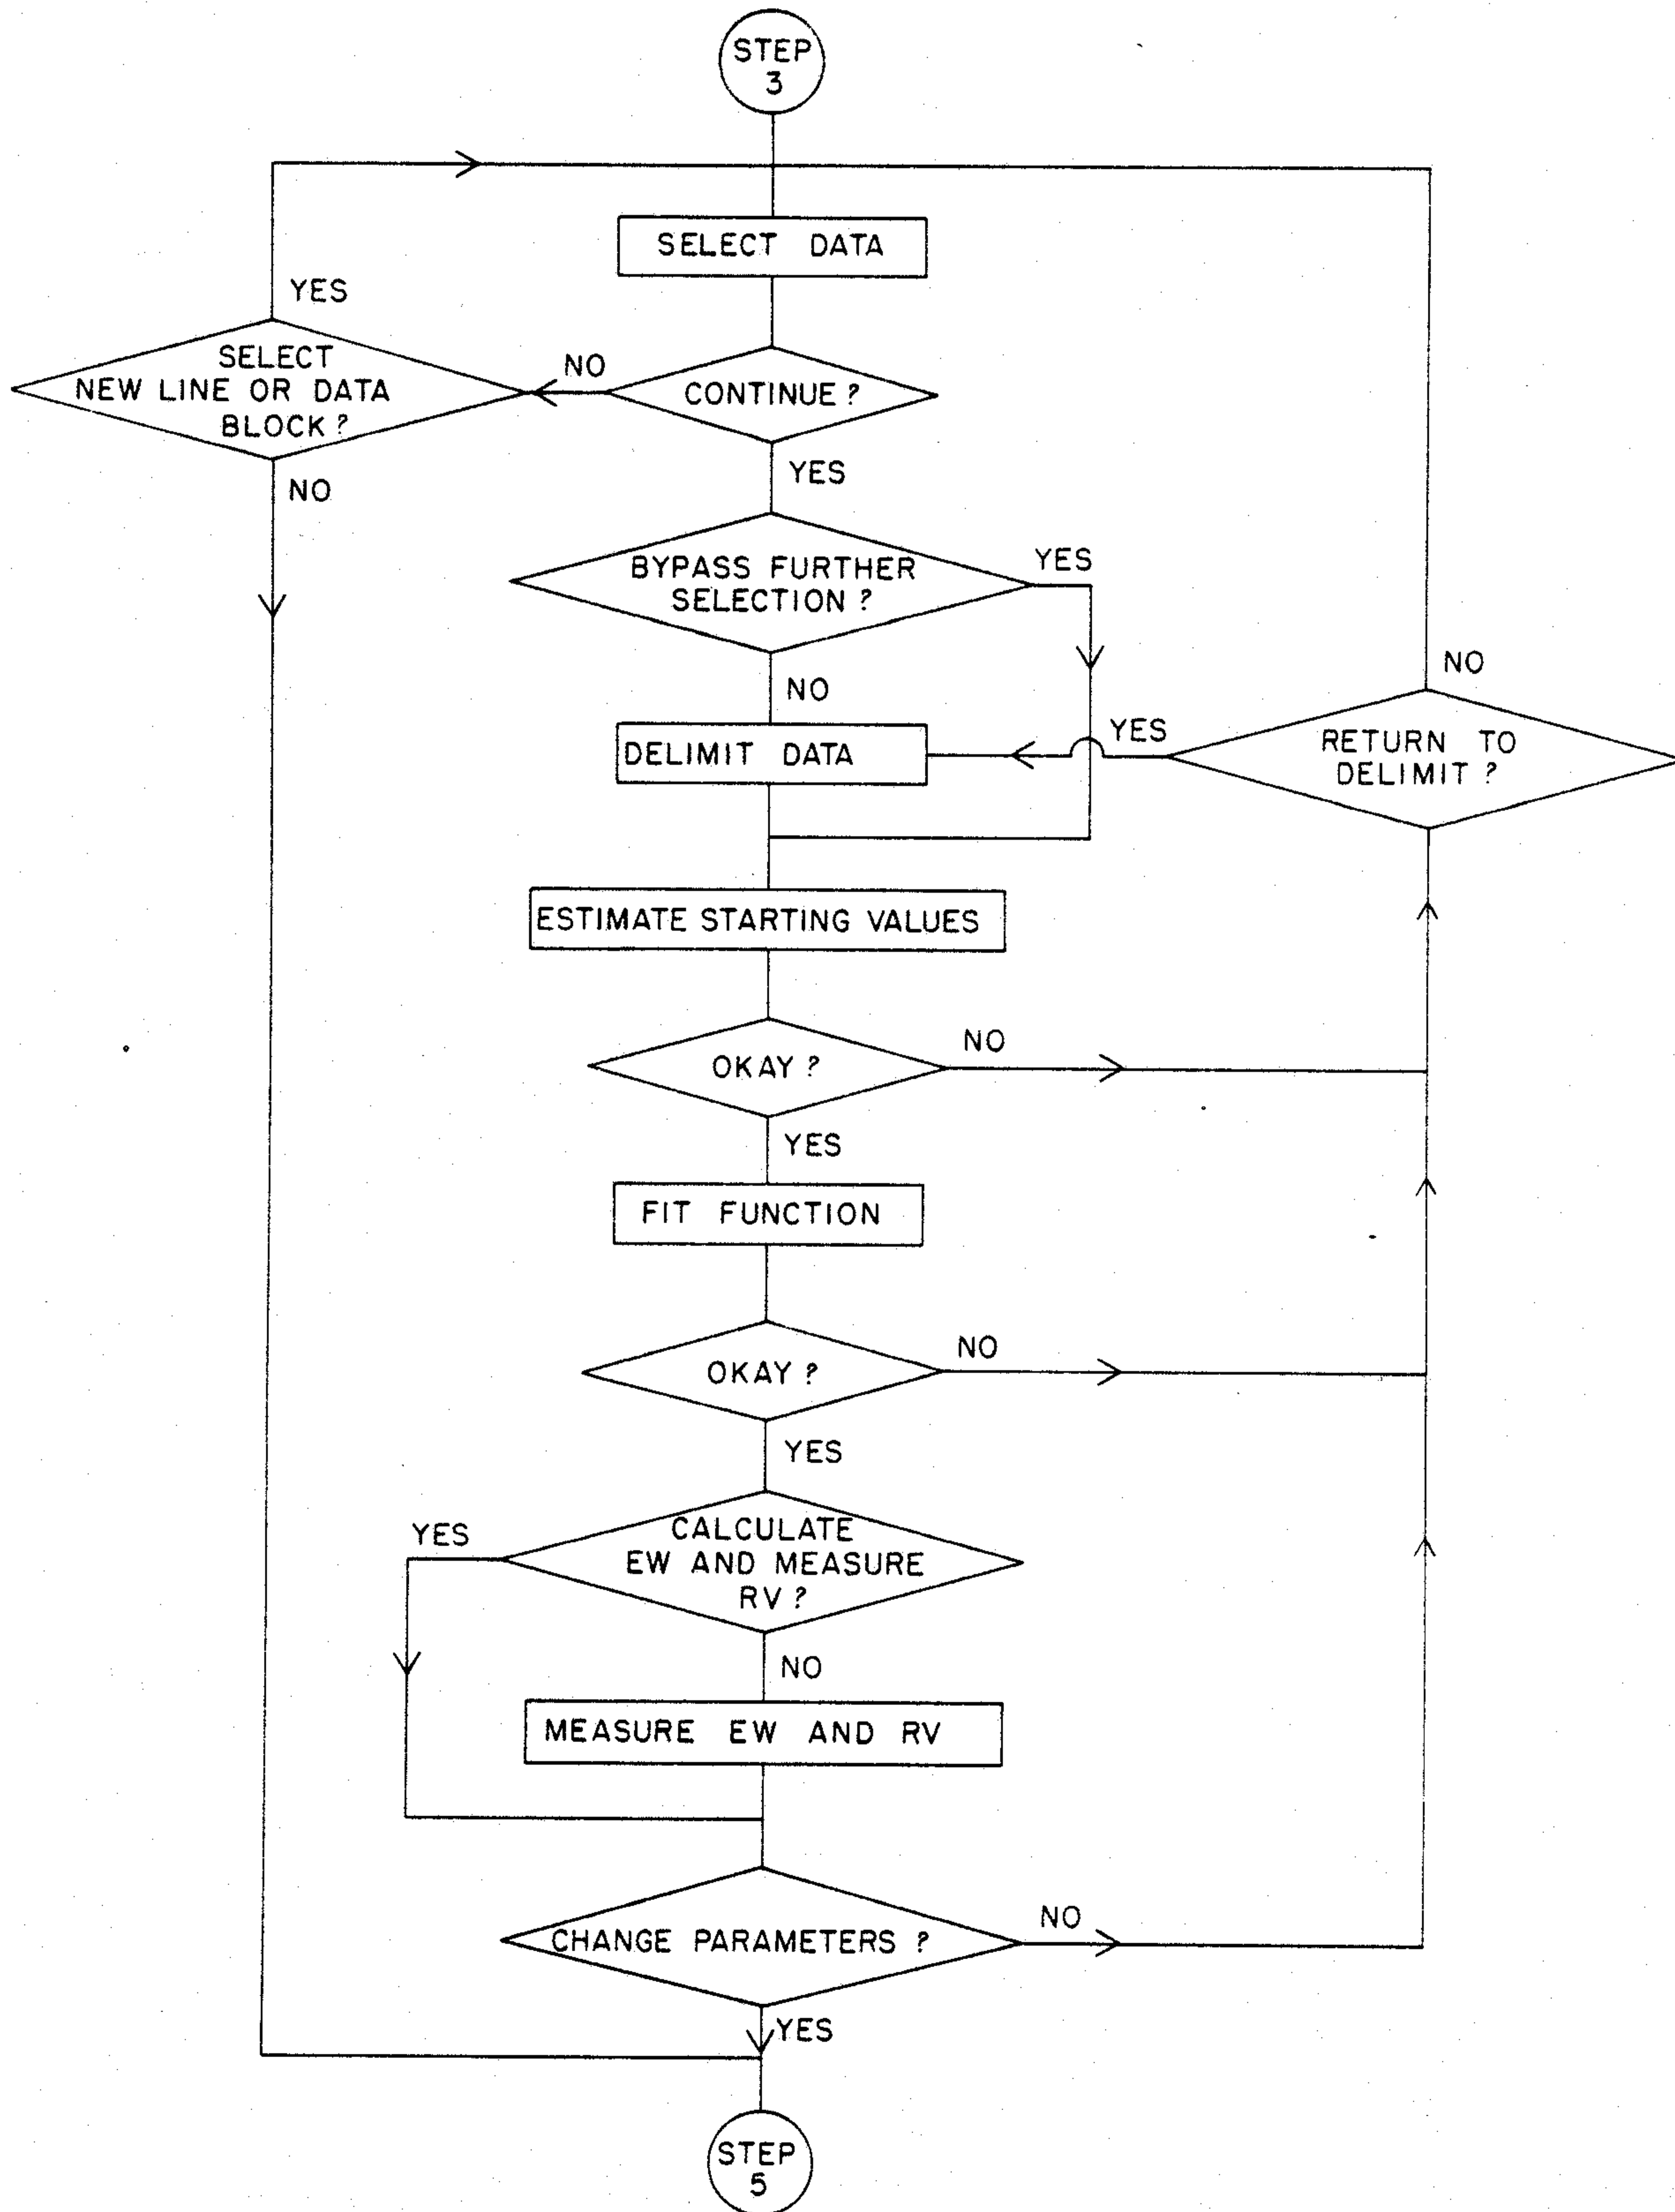 STEP
3
SELECT DATA
YES
SELECT
NEW LINE OR DATA
BLOCK?
NO
CONTINUE?
NO
YES
BYPASS FURTHER
SELECTION?
YES
NO
DELIMIT DATA
YES
RETURN TO
DELIMIT?
NO
ESTIMATE STARTING VALUES
OKAY?
NO
YES
FIT FUNCTION
OKAY?
NO
YES
CALCULATE
EW AND MEASURE
RV?
YES
NO
MEASURE EW AND RV
CHANGE PARAMETERS?
NO
YES
STEP
5